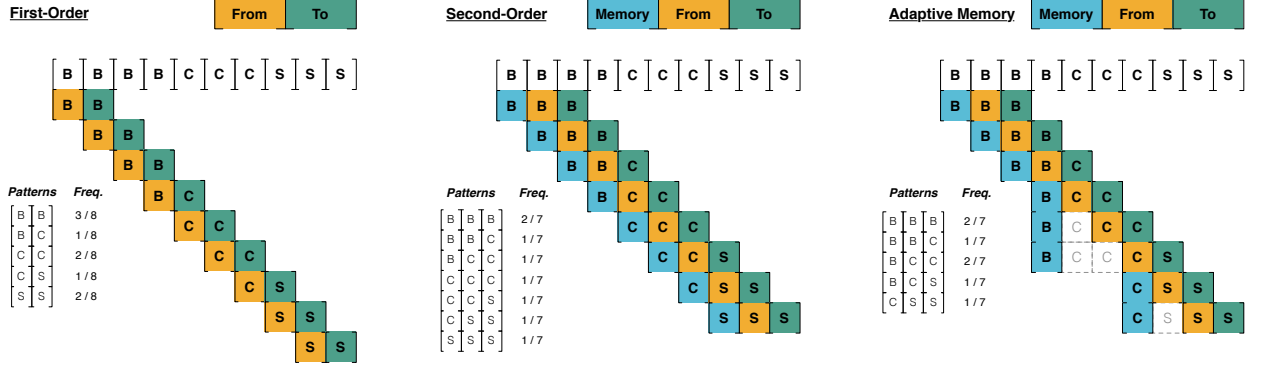 First-Order From To
B B B B C C C S S S
B B
B B
B B
B C
C C
C C
C S
S S
S S
Patterns Freq.
B B 3 / 8
B C 1 / 8
C C 2 / 8
C S 1 / 8
S S 2 / 8
Second-Order Memory From To
B B B B C C C S S S
B B B
B B B
B B C
B C C
C C C
C C S
C S S
S S S
Patterns Freq.
B B B 2 / 7
B B C 1 / 7
B C C 1 / 7
C C C 1 / 7
C C S 1 / 7
C S S 1 / 7
S S S 1 / 7
Adaptive Memory Memory From To
B B B B C C C S S S
B B B
B B B
B B C
B C C
B C C C
B C C C S
C S S
C S S S
Patterns Freq.
B B B 2 / 7
B B C 1 / 7
B C C 2 / 7
B C S 1 / 7
C S S 1 / 7